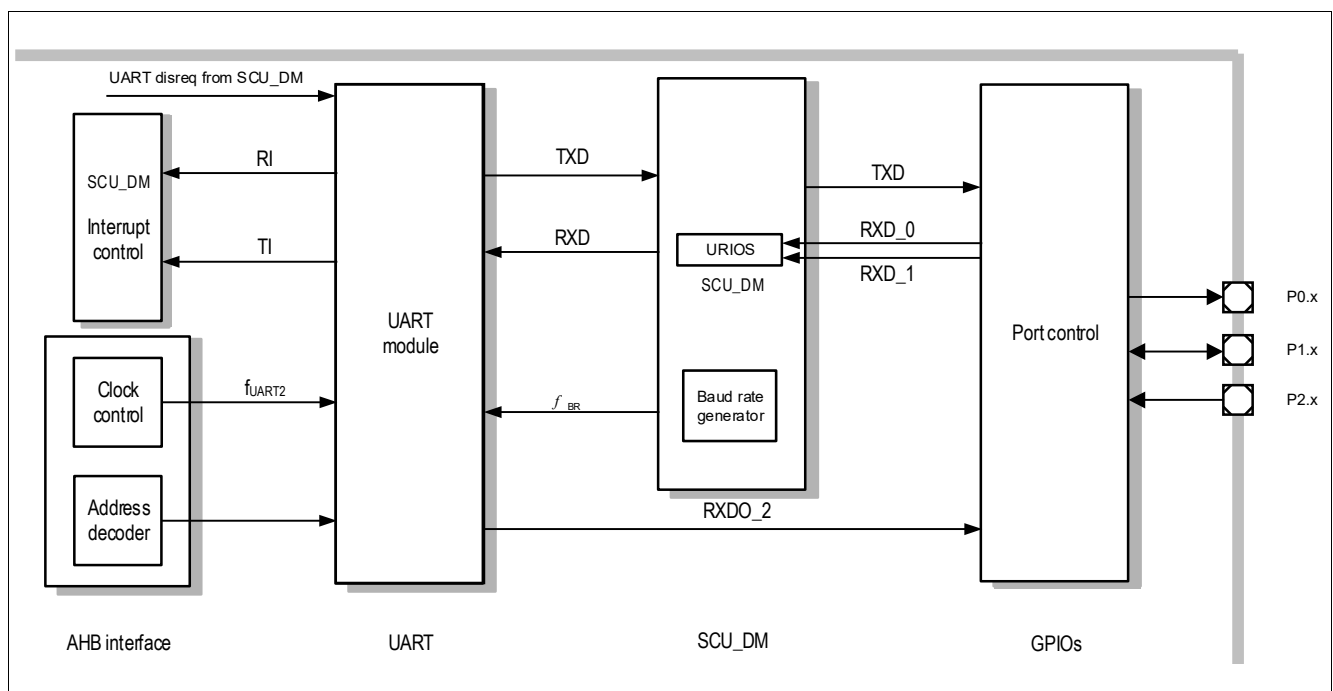 UART disreq from SCU_DM
SCU_DM
Interrupt
control
RI
TI
Clock
control
Address
decoder
fUART2
UART
module
TXD
RXD
f BR
RXDO_2
URIOS
SCU_DM
Baud rate
generator
TXD
RXD_0
RXD_1
Port control
P0.x
P1.x
P2.x
AHB interface
UART
SCU_DM
GPIOs